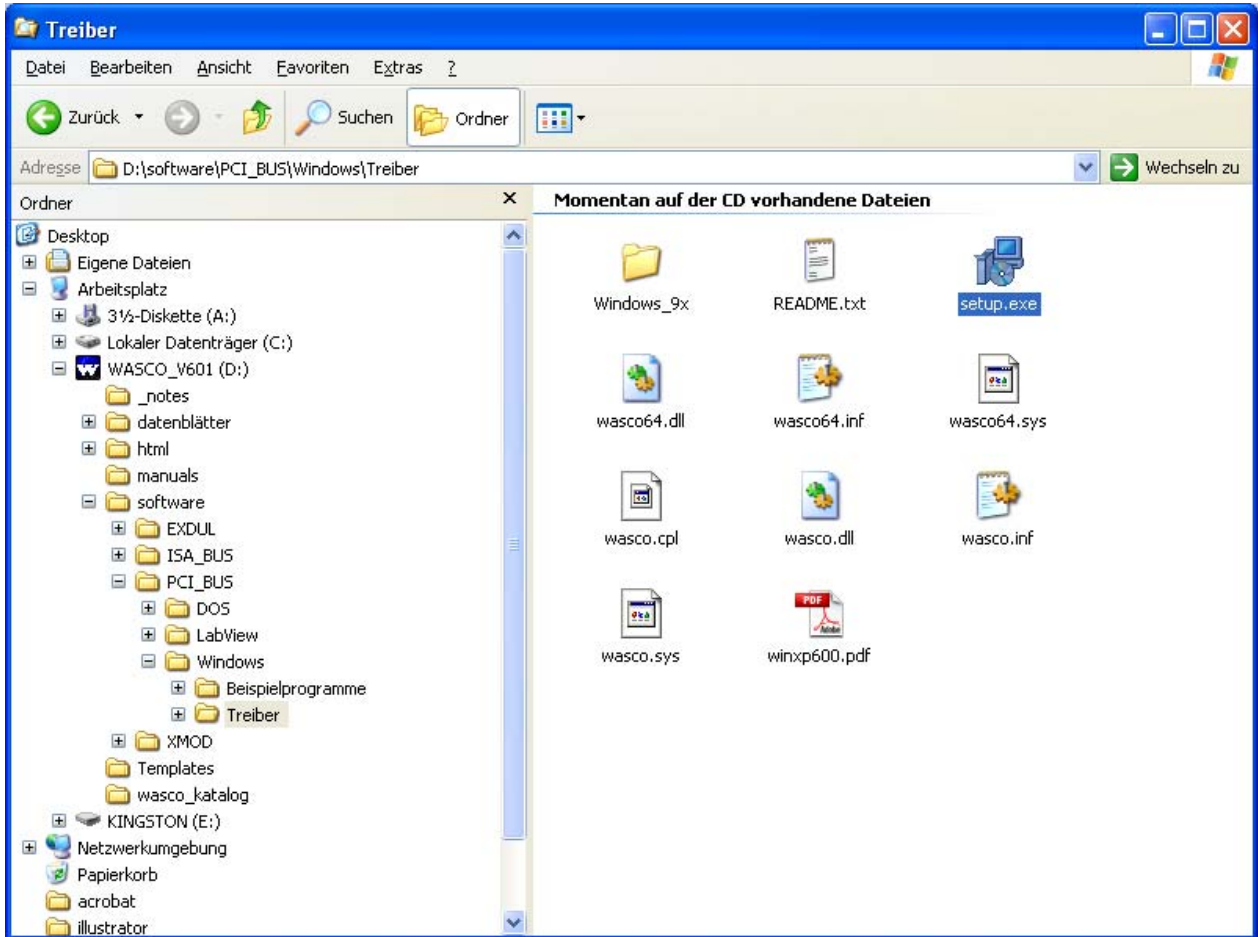 Treiber
Datei Bearbeiten Ansicht Favoriten Extras ?
Zurück Suchen Ordner
Adresse D:\software\PCI_BUS\Windows\Treiber Wechseln zu
Ordner
Desktop
Eigene Dateien
Arbeitsplatz
3½-Diskette (A:)
Lokaler Datenträger (C:)
WASCO_V601 (D:)
_notes
datenblätter
html
manuals
software
EXDUL
ISA_BUS
PCI_BUS
DOS
LabView
Windows
Beispielprogramme
Treiber
XMOD
Templates
wasco_katalog
KINGSTON (E:)
Netzwerkumgebung
Papierkorb
acrobat
illustrator
Momentan auf der CD vorhandene Dateien
Windows_9x README.txt setup.exe
wasco64.dll wasco64.inf wasco64.sys
wasco.cpl wasco.dll wasco.inf
PDF
Adobe
wasco.sys winxp600.pdf